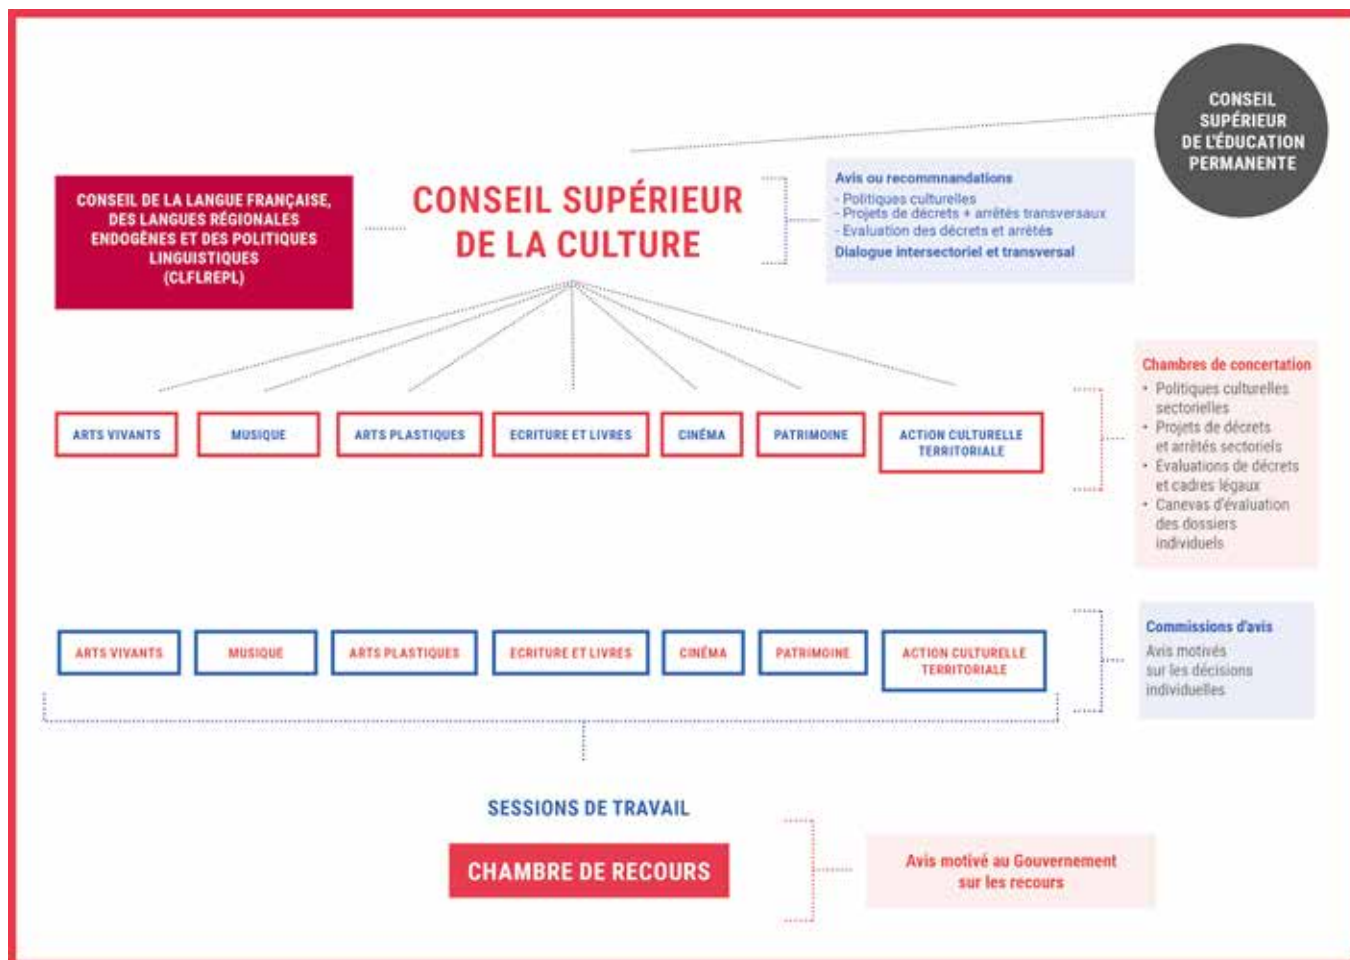 CONSEIL
SUPÉRIEUR
DE L'ÉDUCATION
PERMANENTE
CONSEIL DE LA LANGUE FRANÇAISE,
DES LANGUES RÉGIONALES
ENDOGÈNES ET DES POLITIQUES
LINGUISTIQUES
(CLFLREPL)
CONSEIL SUPÉRIEUR
DE LA CULTURE
Avis ou recommnandations
- Politiques culturelles
- Projets de décrets + arrêtés transversaux
- Evaluation des décrets et arrêtés
Dialogue intersectoriel et transversal
ARTS VIVANTS
MUSIQUE
ARTS PLASTIQUES
ECRITURE ET LIVRES
CINÉMA
PATRIMOINE
ACTION CULTURELLE
TERRITORIALE
Chambres de concertation
• Politiques culturelles
sectorielles
• Projets de décrets
et arrêtés sectoriels
• Evaluations de décrets
et cadres légaux
• Canevas d'évaluation
des dossiers
individuels
ARTS VIVANTS
MUSIQUE
ARTS PLASTIQUES
ECRITURE ET LIVRES
CINÉMA
PATRIMOINE
ACTION CULTURELLE
TERRITORIALE
Commissions d'avis
Avis motivés
sur les décisions
individuelles
SESSIONS DE TRAVAIL
CHAMBRE DE RECOURS
Avis motivé au Gouvernement
sur les recours